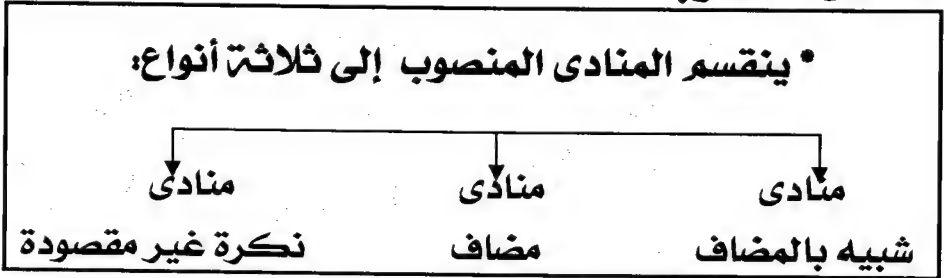 * ينقسم المنادى المنصوب إلى ثلاثة أنواع:
منادى منادى منادى
شبيه بالمضاف مضاف نكرة غير مقصودة